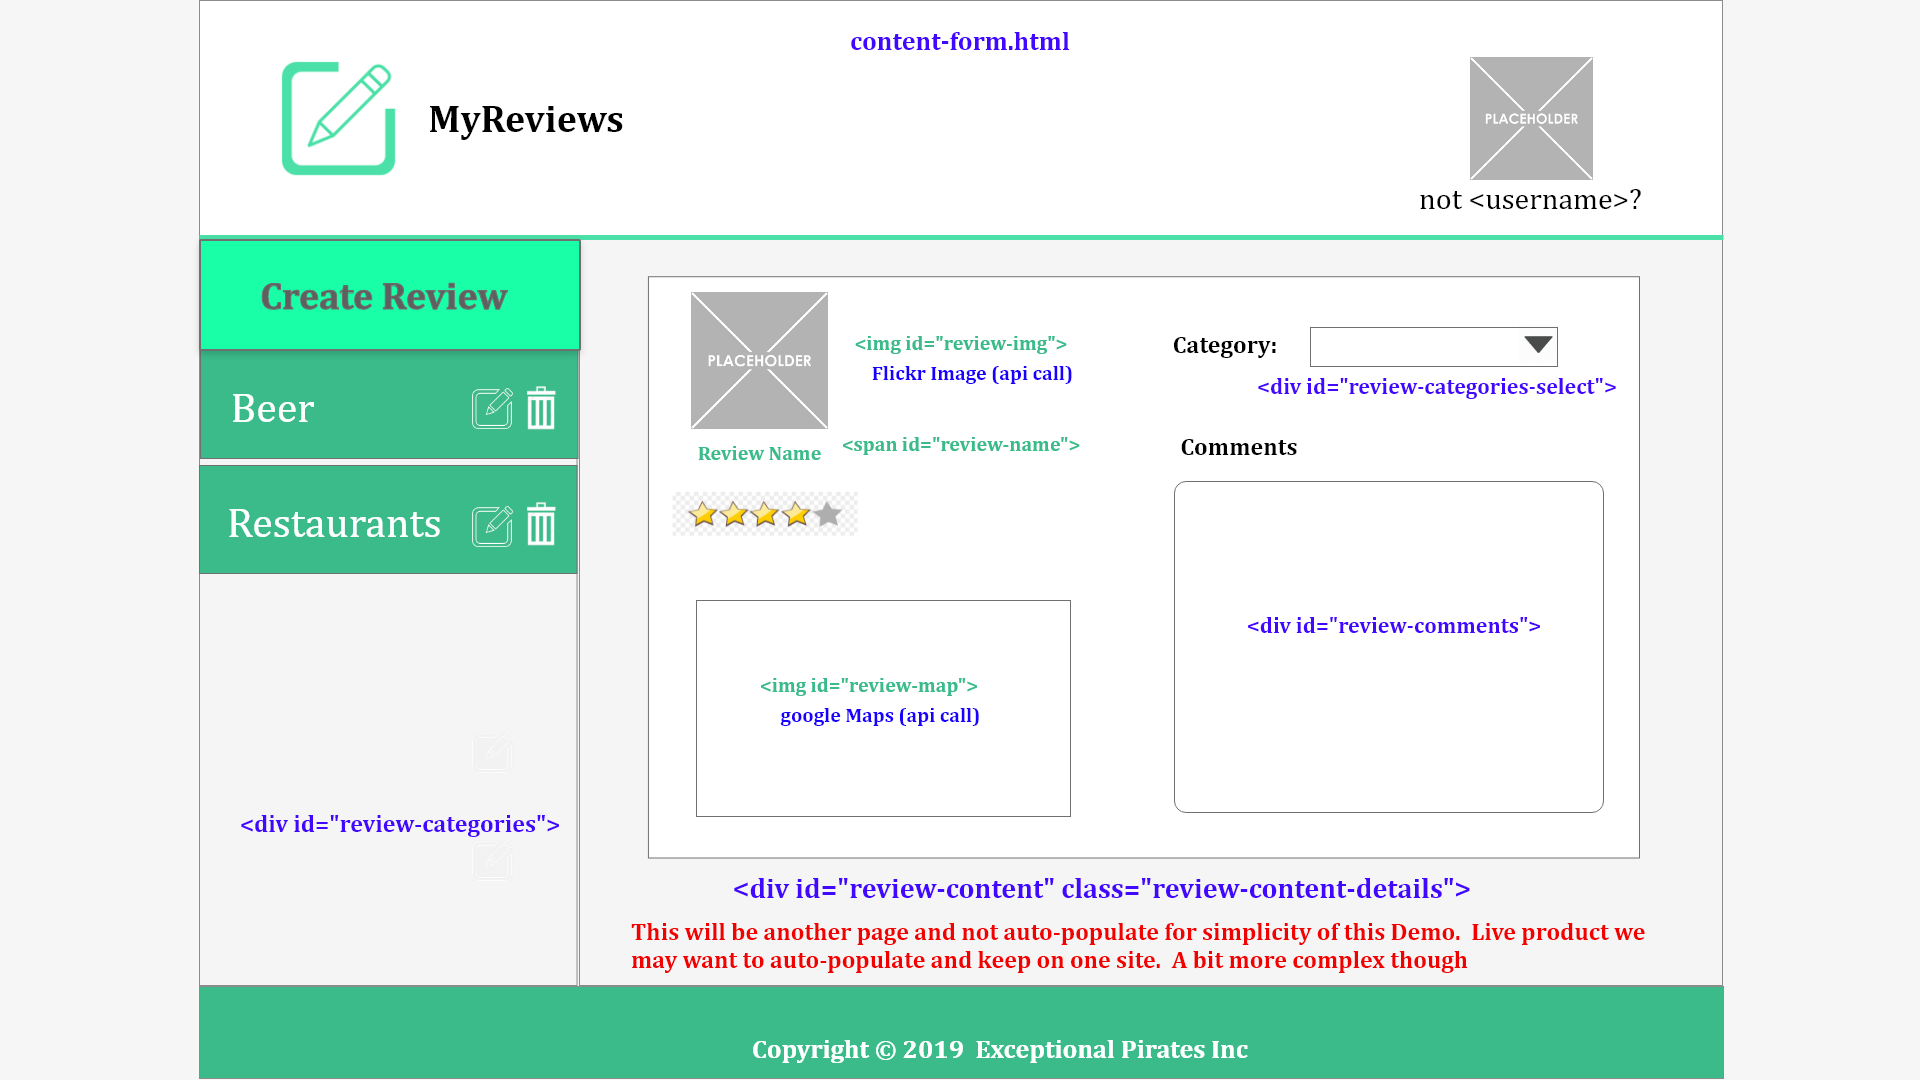 content-form.html
MyReviews
PLACEHOLDER
not <username>?
Create Review
Beer
Restaurants
<div id="review-categories">
PLACEHOLDER
<img id="review-img">
Flickr Image (api call)
Review Name
<span id="review-name">
<img id="review-map">
google Maps (api call)
Category:
<div id="review-categories-select">
Comments
<div id="review-comments">
<div id="review-content" class="review-content-details">
This will be another page and not auto-populate for simplicity of this Demo.  Live product we
may want to auto-populate and keep on one site.  A bit more complex though
Copyright © 2019  Exceptional Pirates Inc